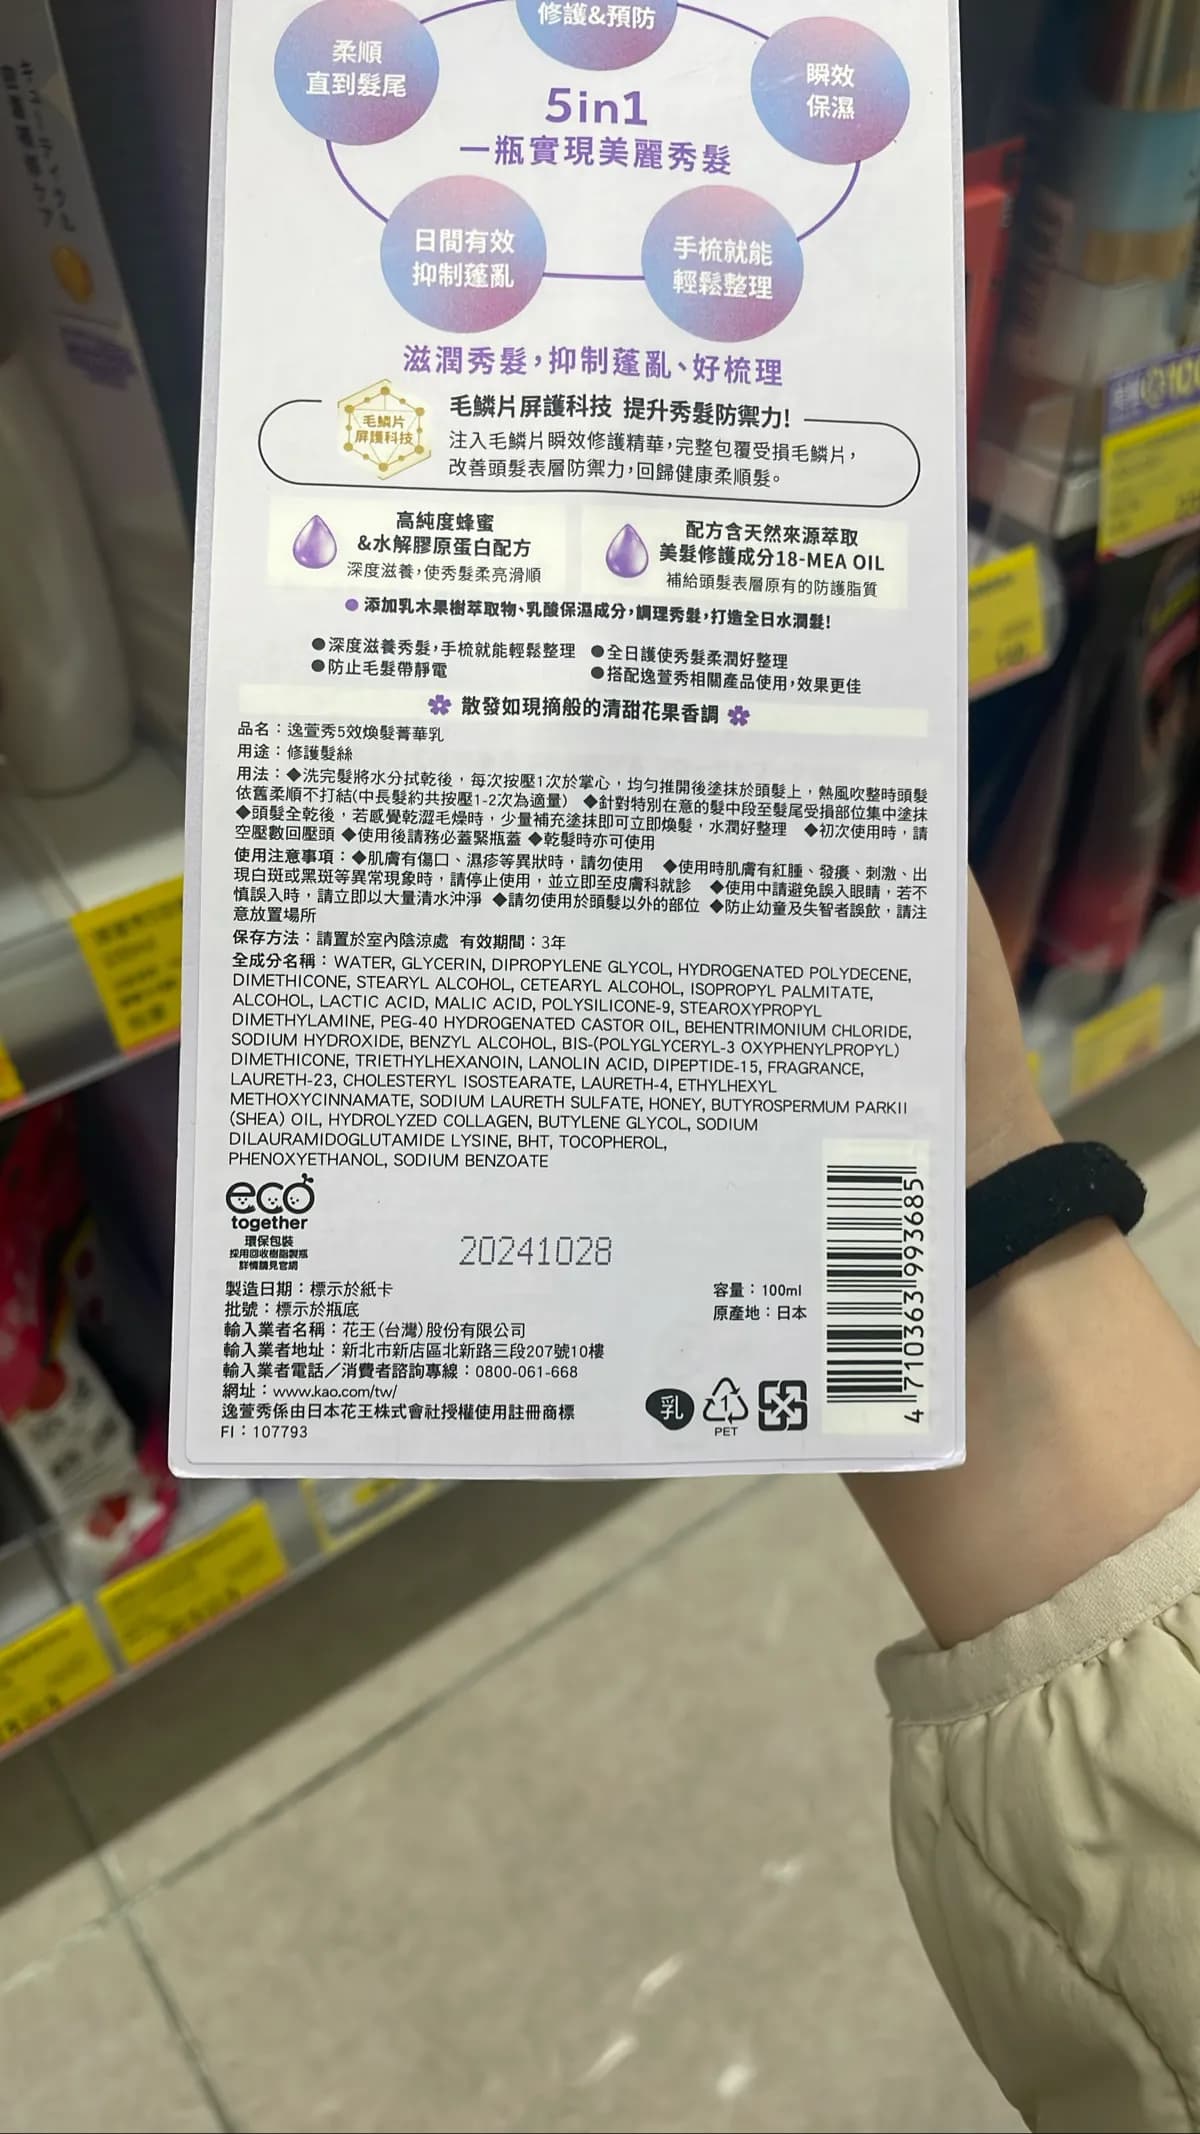 修護&預防
柔順
直到髮尾
瞬效
保濕
5in1
一瓶實現美麗秀髮
日間有效
抑制蓬亂
手梳就能
輕鬆整理
滋潤秀髮,抑制蓬亂、好梳理
毛鱗片
屏護科技
毛鱗片屏護科技 提升秀髮防禦力!
注入毛鱗片瞬效修護精華,完整包覆受損毛鱗片,
改善頭髮表層防禦力,回歸健康柔順髮。
高純度蜂蜜
&水解膠原蛋白配方
深度滋養,使秀髮柔亮滑順
配方含天然來源萃取
美髮修護成分18-MEA OIL
補給頭髮表層原有的防護脂質
●添加乳木果樹萃取物、乳酸保濕成分,調理秀髮,打造全日水潤髮!
●深度滋養秀髮,手梳就能輕鬆整理 ●全日護使秀髮柔潤好整理
●防止毛髮帶靜電 ●搭配逸萱秀相關產品使用,效果更佳
散發如現摘般的清甜花果香調
品名：逸萱秀5效煥髮菁華乳
用途：修護髮絲
用法：◆洗完髮將水分拭乾後，每次按壓1次於掌心，均勻推開後塗抹於頭髮上，熱風吹整時頭髮
依舊柔順不打結(中長髮約共按壓1-2次為適量) ◆針對特別在意的髮中段至髮尾受損部位集中塗抹
◆頭髮全乾後，若感覺乾澀毛燥時，少量補充塗抹即可立即煥髮，水潤好整理 ◆初次使用時，請
空壓數回壓頭 ◆使用後請務必蓋緊瓶蓋 ◆乾髮時亦可使用
使用注意事項：◆肌膚有傷口、濕疹等異狀時，請勿使用 ◆使用時肌膚有紅腫、發癢、刺激、出
現白斑或黑斑等異常現象時，請停止使用，並立即至皮膚科就診 ◆使用中請避免誤入眼睛，若不
慎誤入時，請立即以大量清水沖淨 ◆請勿使用於頭髮以外的部位 ◆防止幼童及失智者誤飲，請注
意放置場所
保存方法：請置於室內陰涼處 有效期間：3年
全成分名稱：WATER, GLYCERIN, DIPROPYLENE GLYCOL, HYDROGENATED POLYDECENE,
DIMETHICONE, STEARYL ALCOHOL, CETEARYL ALCOHOL, ISOPROPYL PALMITATE,
ALCOHOL, LACTIC ACID, MALIC ACID, POLYSILICONE-9, STEAROXYPROPYL
DIMETHYLAMINE, PEG-40 HYDROGENATED CASTOR OIL, BEHENTRIMONIUM CHLORIDE,
SODIUM HYDROXIDE, BENZYL ALCOHOL, BIS-(POLYGLYCERYL-3 OXYPHENYLPROPYL)
DIMETHICONE, TRIETHYLHEXANOIN, LANOLIN ACID, DIPEPTIDE-15, FRAGRANCE,
LAURETH-23, CHOLESTERYL ISOSTEARATE, LAURETH-4, ETHYLHEXYL
METHOXYCINNAMATE, SODIUM LAURETH SULFATE, HONEY, BUTYROSPERMUM PARKII
(SHEA) OIL, HYDROLYZED COLLAGEN, BUTYLENE GLYCOL, SODIUM
DILAURAMIDOGLUTAMIDE LYSINE, BHT, TOCOPHEROL,
PHENOXYETHANOL, SODIUM BENZOATE
eco
together
環保包裝
採用回收樹脂製瓶
詳情請見官網
20241028
製造日期：標示於紙卡
批號：標示於瓶底
輸入業者名稱：花王(台灣)股份有限公司
輸入業者地址：新北市新店區北新路三段207號10樓
輸入業者電話／消費者諮詢專線：0800-061-668
網址：www.kao.com/tw/
逸萱秀係由日本花王株式會社授權使用註冊商標
FI：107793
容量：100ml
原產地：日本
乳
1
PET
4 710363 993685